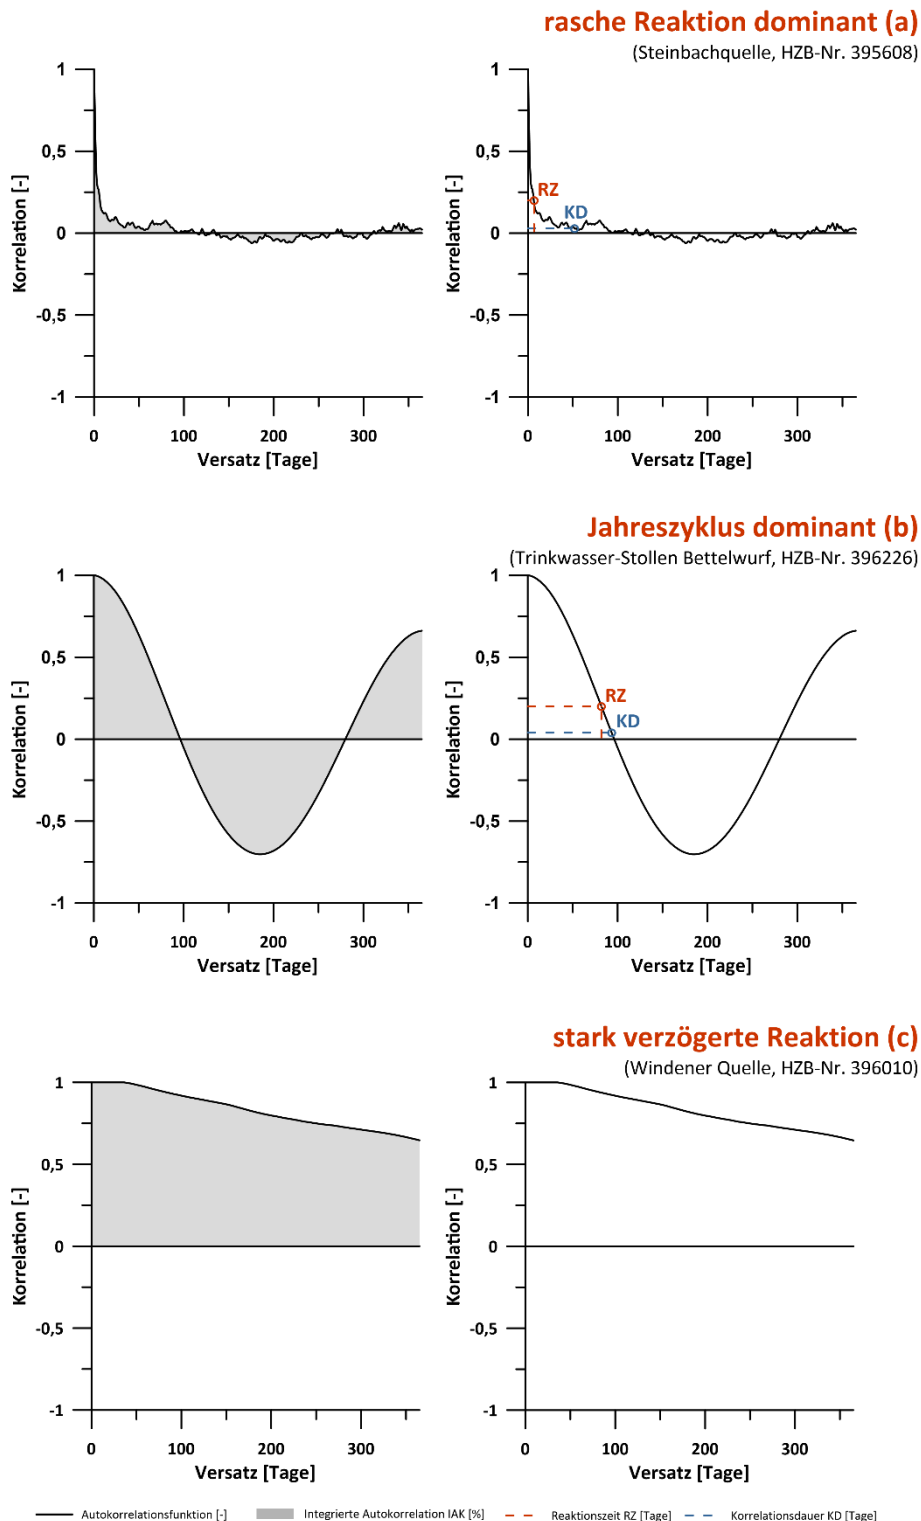 rasche Reaktion dominant (a)
(Steinbachquelle, HZB-Nr. 395608)
1
0,5
0
-0,5
-1
Korrelation [-]
0 100 200 300
Versatz [Tage]
1
0,5
0
-0,5
-1
Korrelation [-]
RZ
KD
0 100 200 300
Versatz [Tage]
Jahreszyklus dominant (b)
(Trinkwasser-Stollen Bettelwurf, HZB-Nr. 396226)
1
0,5
0
-0,5
-1
Korrelation [-]
0 100 200 300
Versatz [Tage]
1
0,5
0
-0,5
-1
Korrelation [-]
RZ
KD
0 100 200 300
Versatz [Tage]
stark verzögerte Reaktion (c)
(Windener Quelle, HZB-Nr. 396010)
1
0,5
0
-0,5
-1
Korrelation [-]
0 100 200 300
Versatz [Tage]
1
0,5
0
-0,5
-1
Korrelation [-]
0 100 200 300
Versatz [Tage]
Autokorrelationsfunktion [-] Integrierte Autokorrelation IAK [%] Reaktionszeit RZ [Tage] Korrelationsdauer KD [Tage]